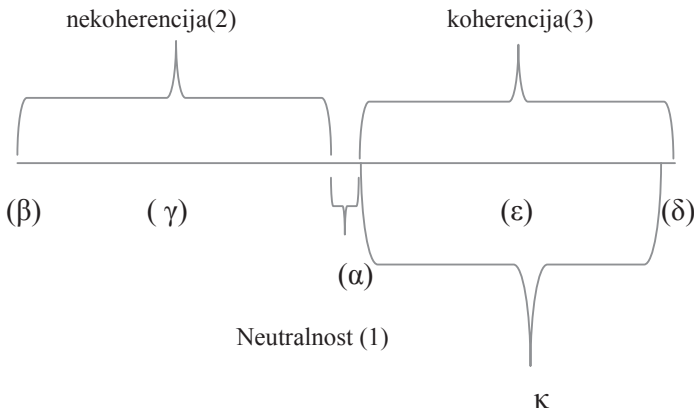 nekoherencija(2) koherencija(3)
(β) ( γ) (ε) (δ)
(α)
Neutralnost (1)
κ